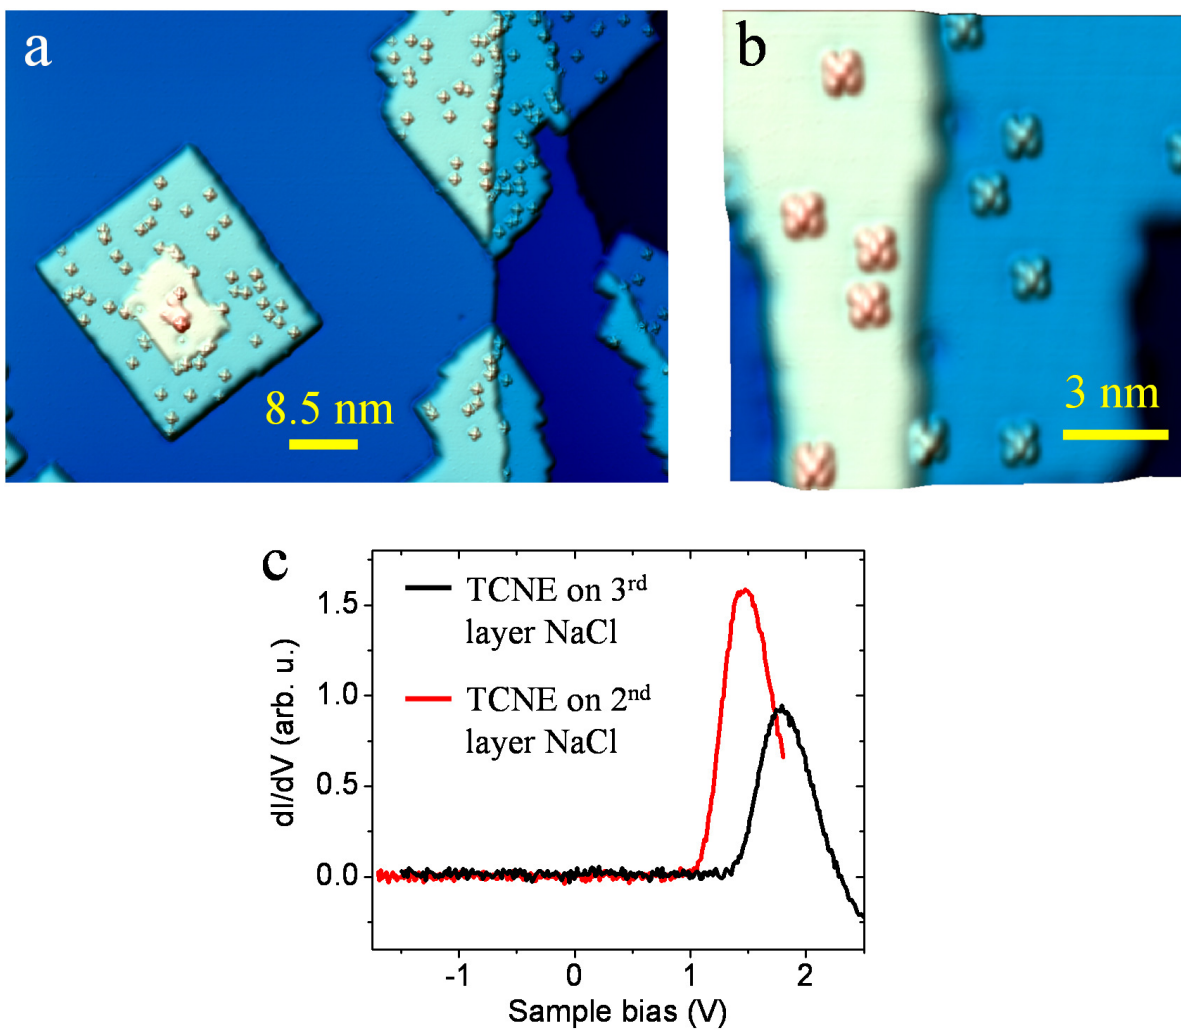 a
8.5 nm
b
3 nm
c
TCNE on 3rd
layer NaCl
TCNE on 2nd
layer NaCl
1.5
1.0
0.5
0.0
dI/dV (arb. u.)
-1 0 1 2
Sample bias (V)